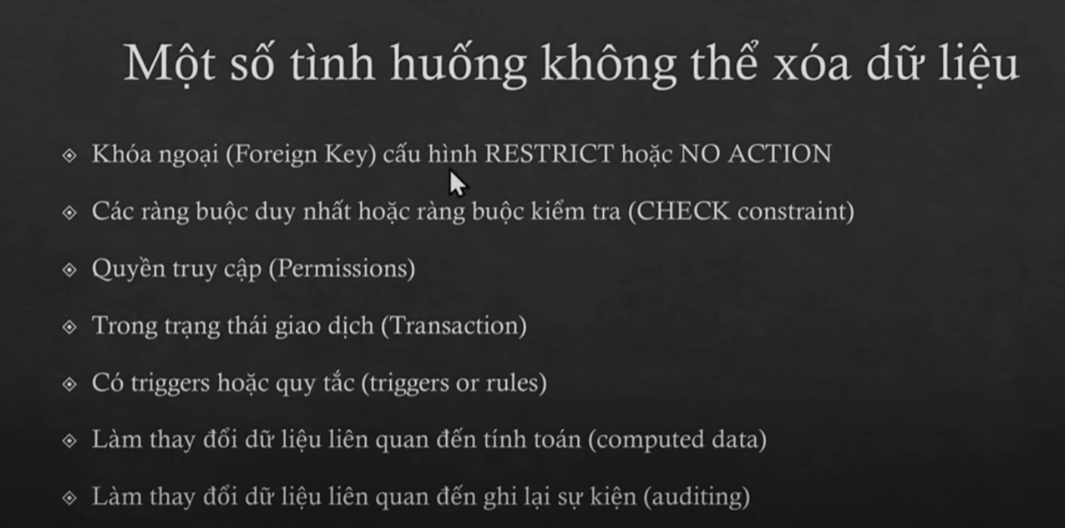 Một số tình huống không thể xóa dữ liệu
Khóa ngoại (Foreign Key) cấu hình RESTRICT hoặc NO ACTION
Các ràng buộc duy nhất hoặc ràng buộc kiểm tra (CHECK constraint)
Quyền truy cập (Permissions)
Trong trạng thái giao dịch (Transaction)
Có triggers hoặc quy tắc (triggers or rules)
Làm thay đổi dữ liệu liên quan đến tính toán (computed data)
Làm thay đổi dữ liệu liên quan đến ghi lại sự kiện (auditing)